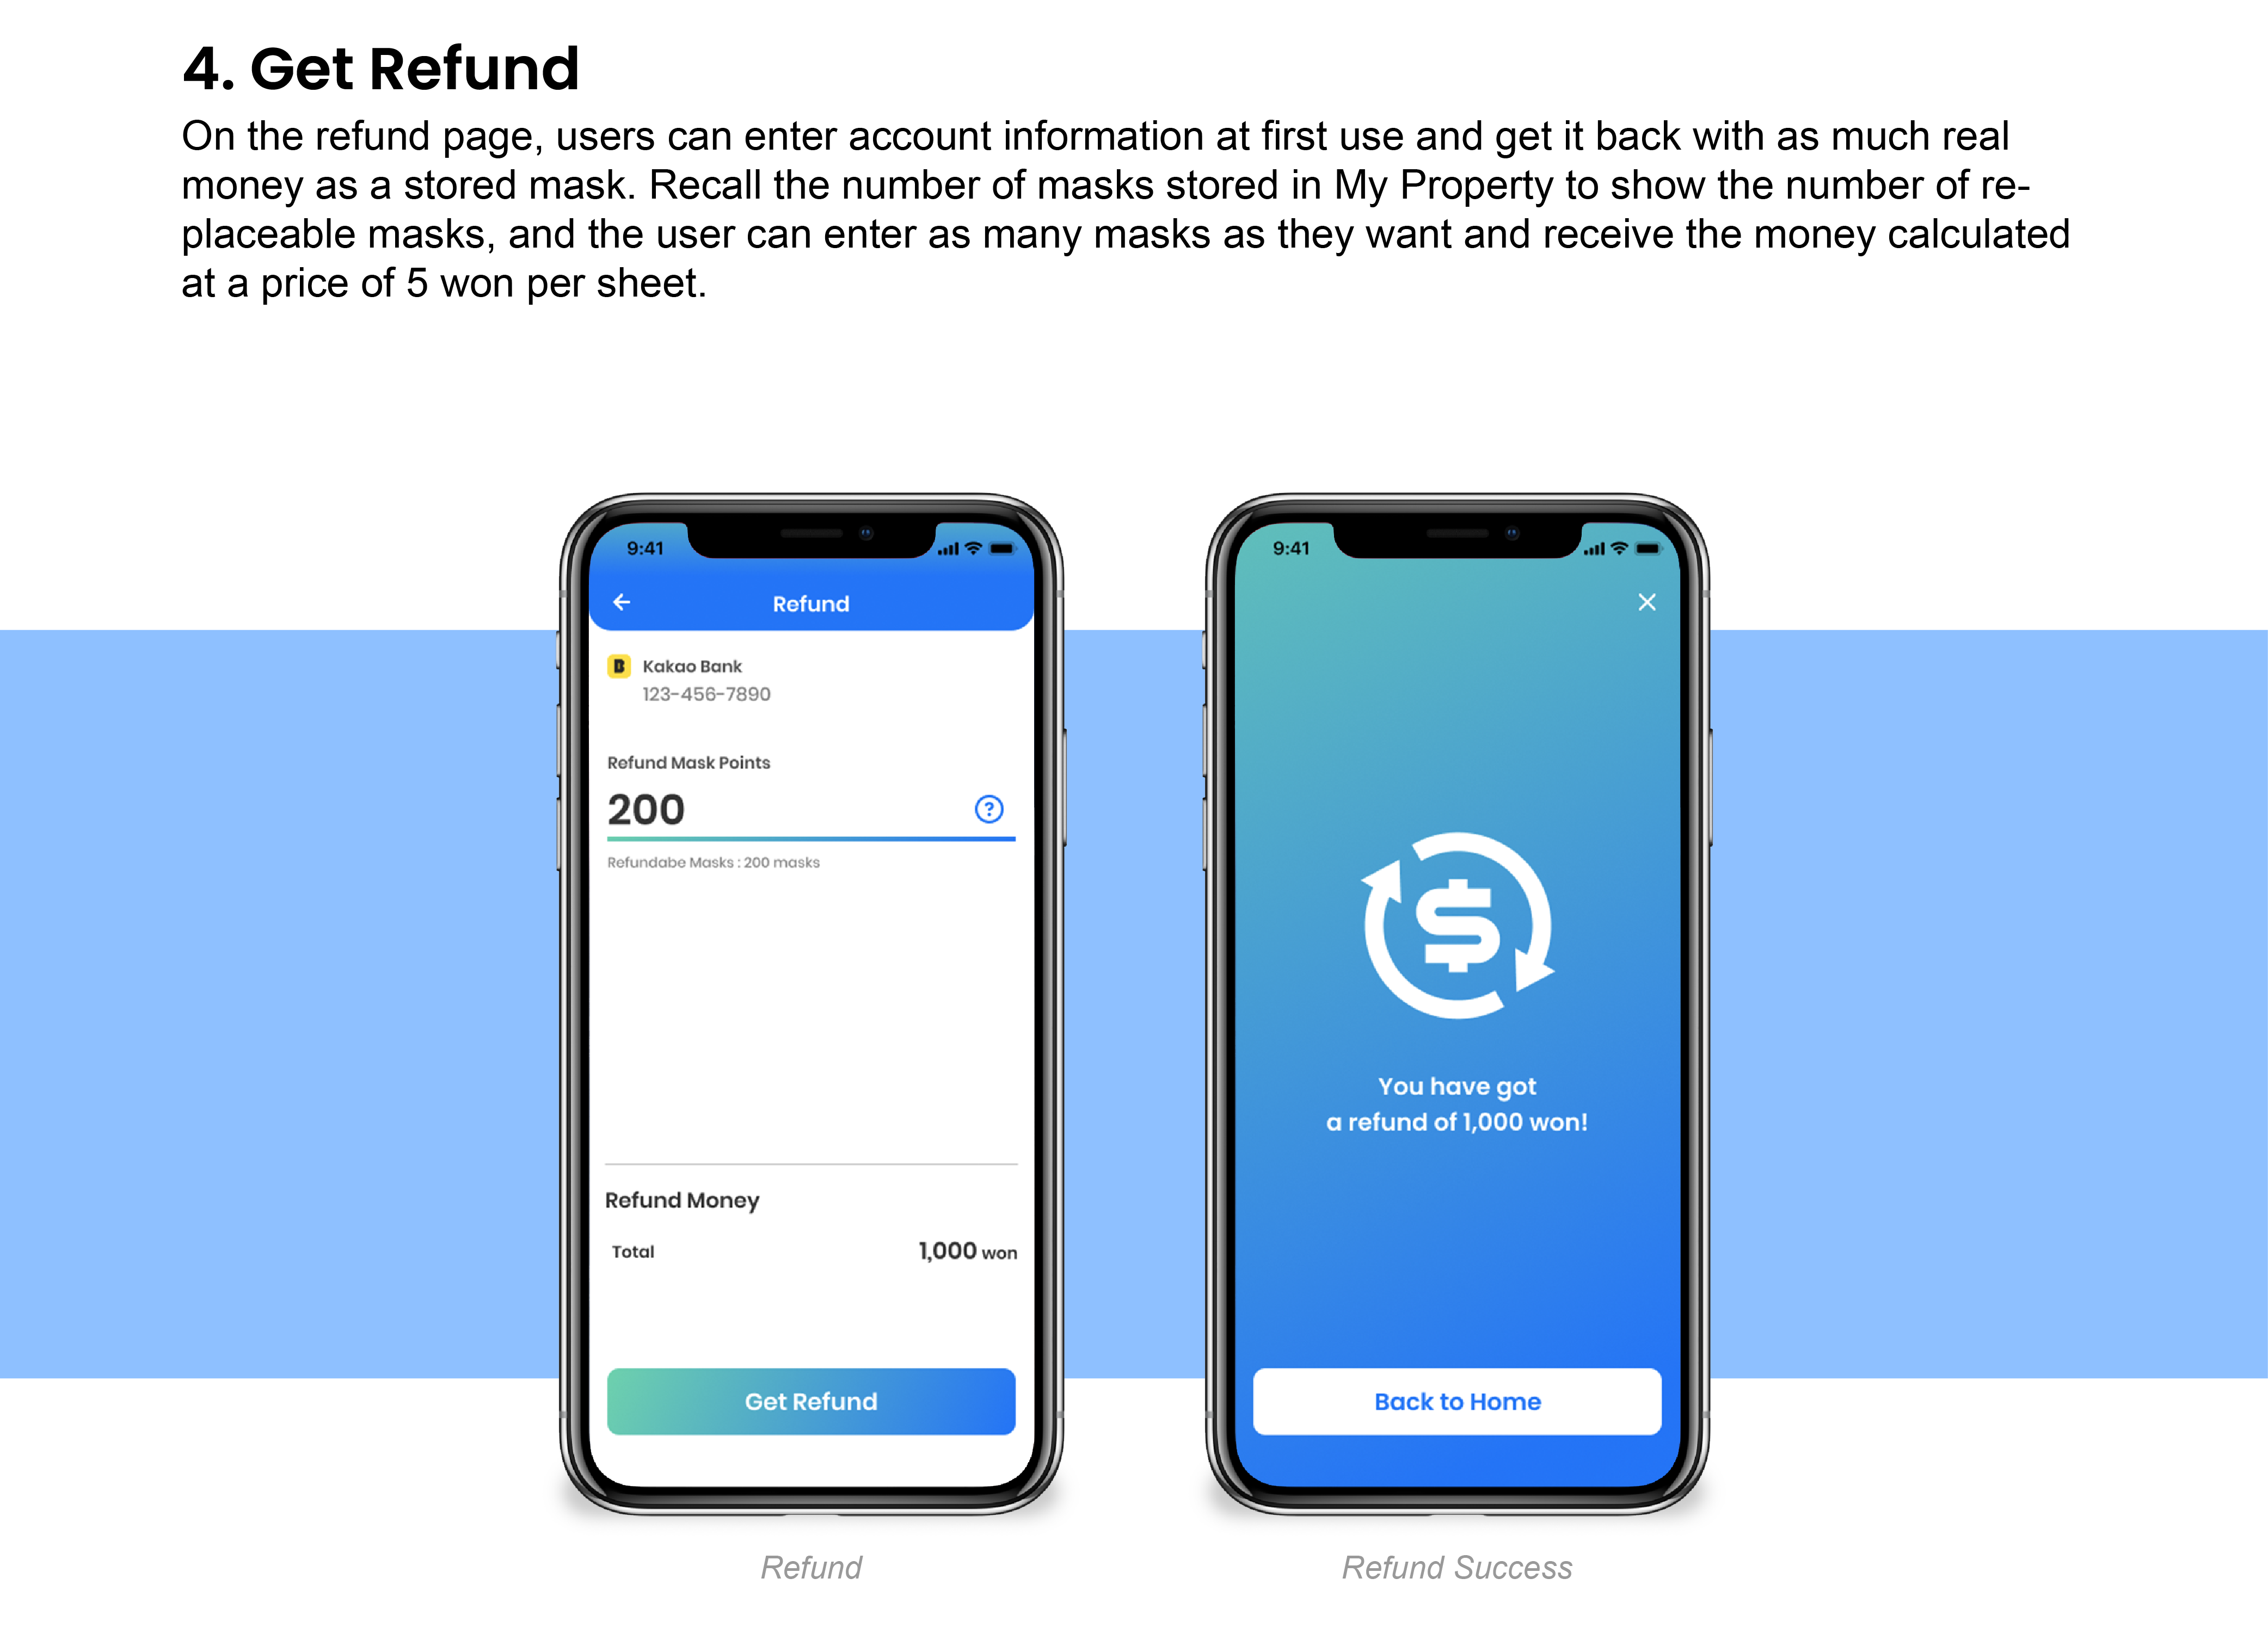 4. Get Refund
On the refund page, users can enter account information at first use and get it back with as much real
money as a stored mask. Recall the number of masks stored in My Property to show the number of re-
placeable masks, and the user can enter as many masks as they want and receive the money calculated
at a price of 5 won per sheet.
9:41
Refund
B Kakao Bank
123-456-7890
Refund Mask Points
200 ?
Refundabe Masks : 200 masks
Refund Money
Total 1,000 won
Get Refund
Refund
9:41
$
You have got
a refund of 1,000 won!
Back to Home
Refund Success